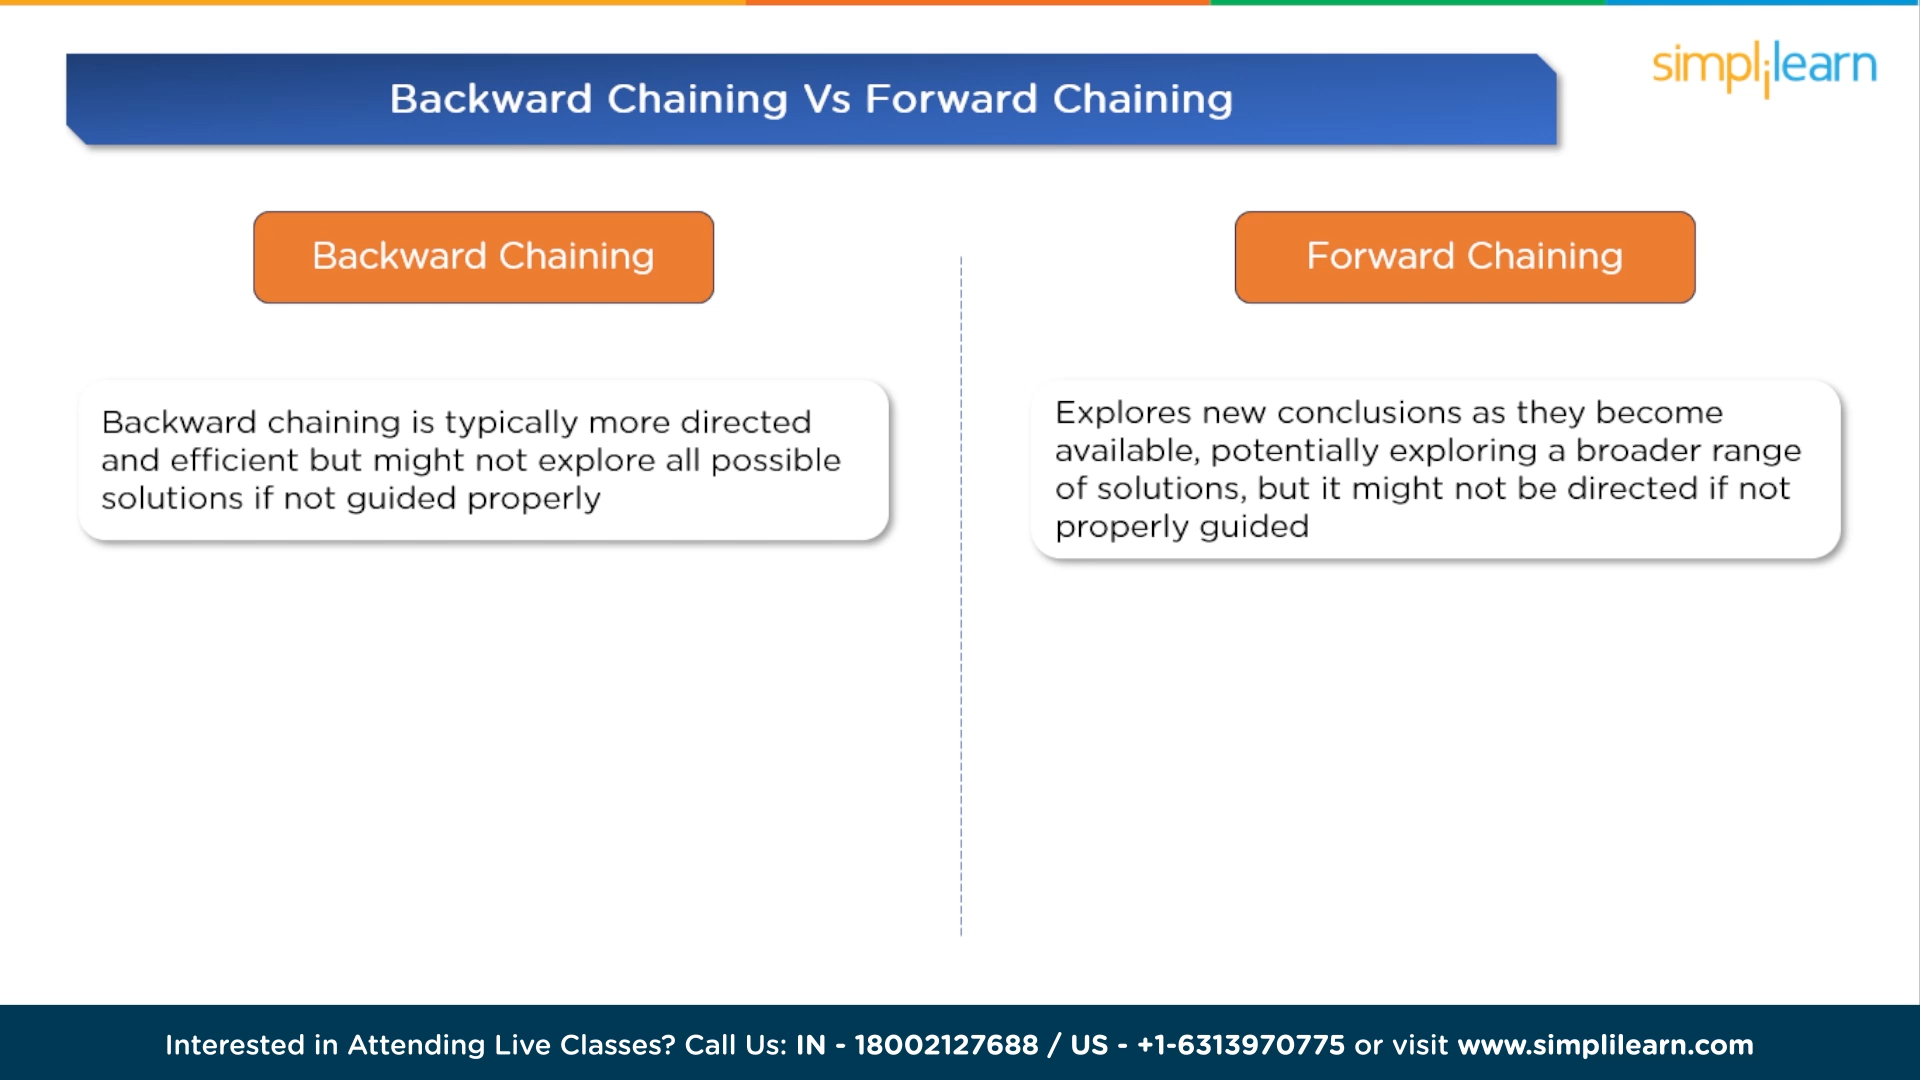 simplilearn
Backward Chaining Vs Forward Chaining
Backward Chaining
Backward chaining is typically more directed
and efficient but might not explore all possible
solutions if not guided properly
Forward Chaining
Explores new conclusions as they become
available, potentially exploring a broader range
of solutions, but it might not be directed if not
properly guided
Interested in Attending Live Classes? Call Us: IN - 18002127688 / US - +1-6313970775 or visit www.simplilearn.com